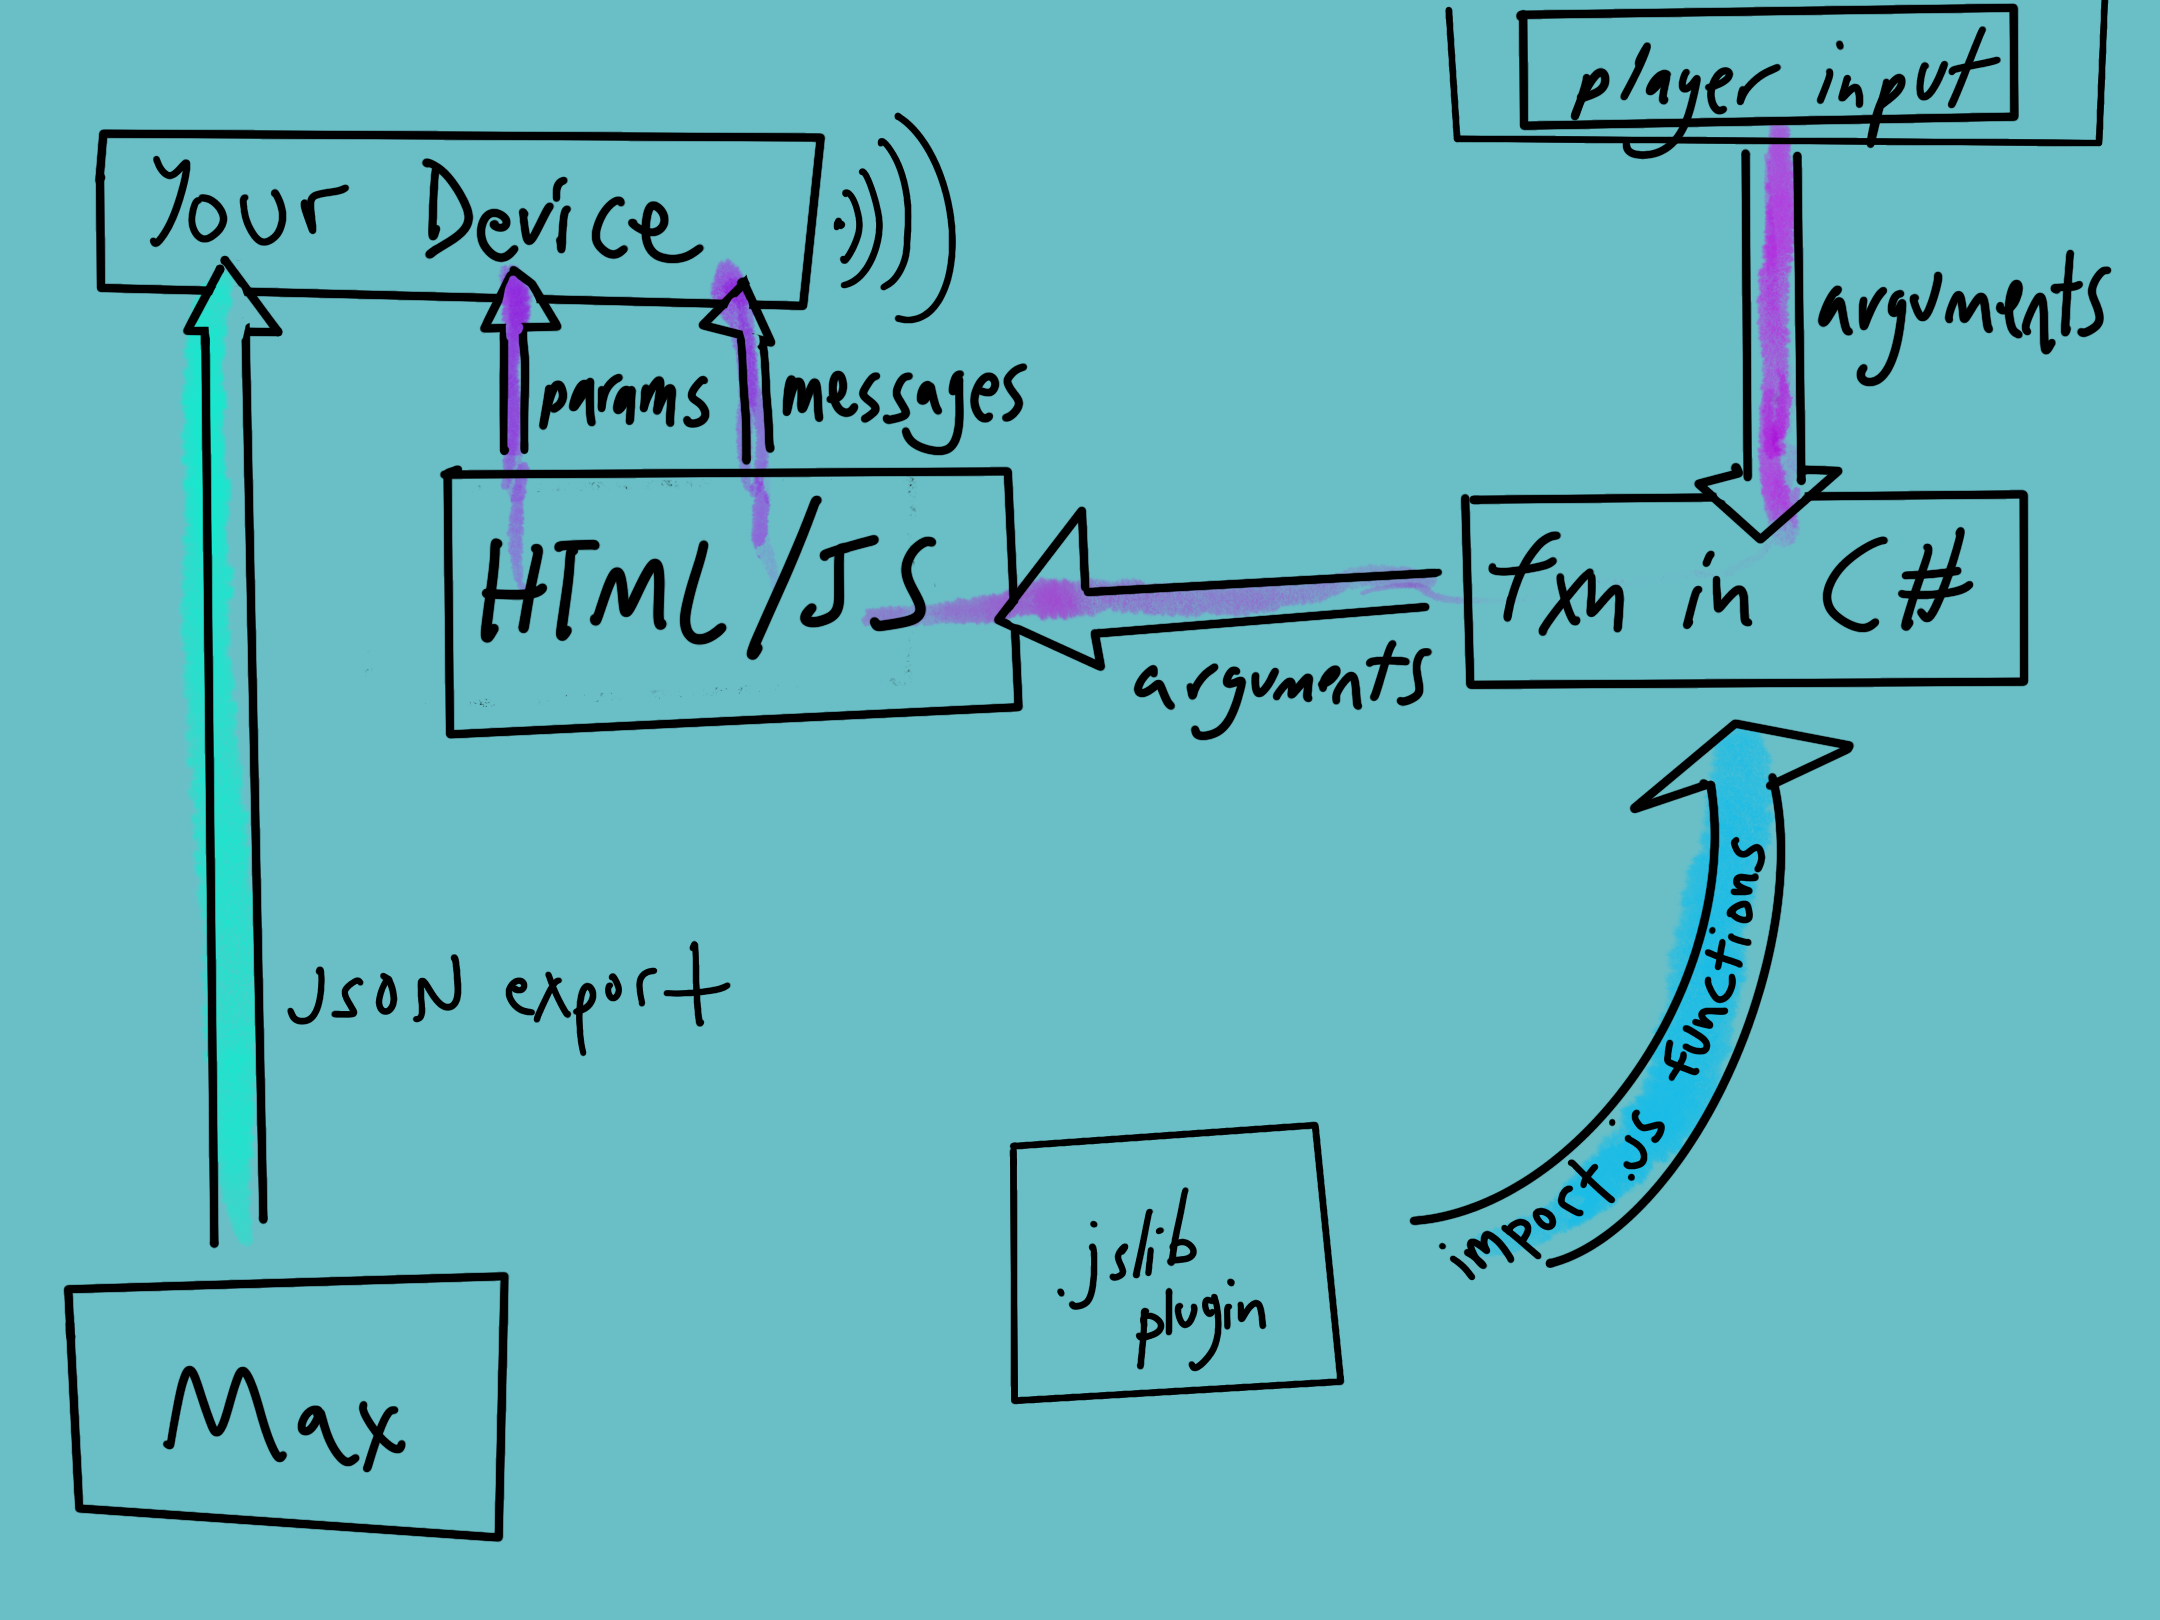 player input
Your Device
arguments
params
messages
HTML/JS
fxn in C#
arguments
import .js functions
JSON export
.jslib
plugin
Max